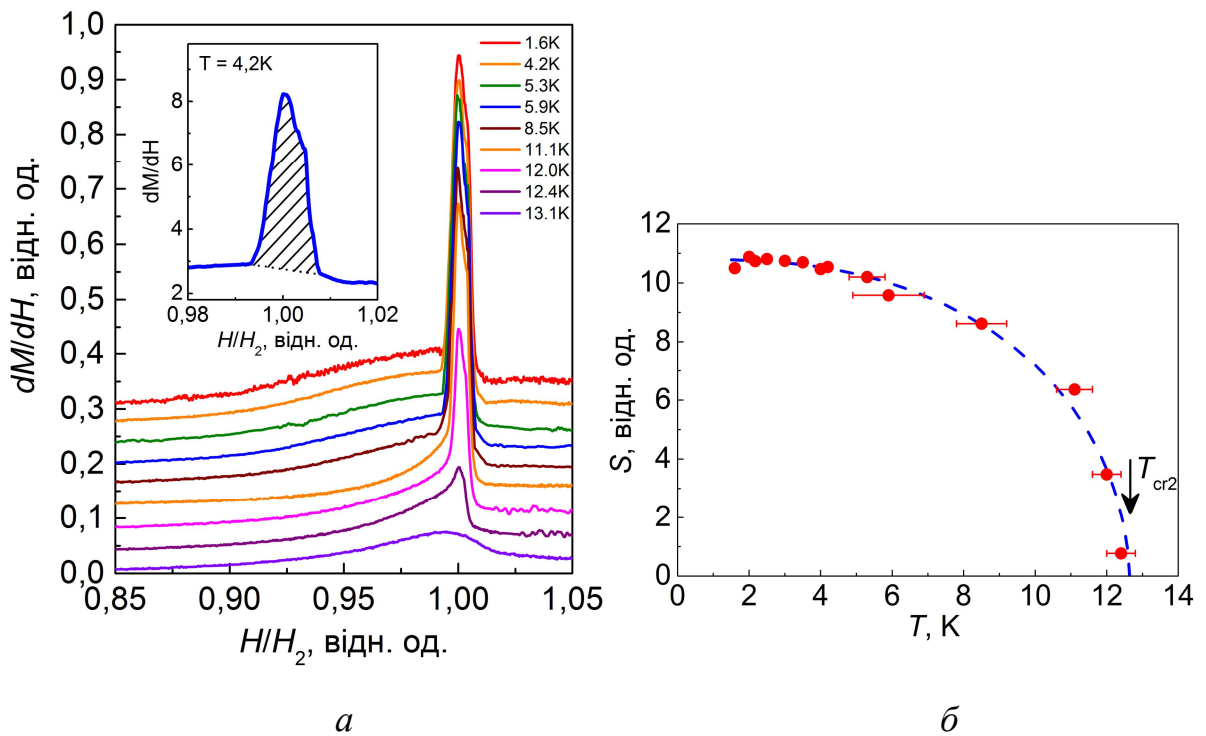 1,0
0,9
0,8
0,7
0,6
0,5
0,4
0,3
0,2
0,1
0,0
dM/dH, відн. од.
0,85 0,90 0,95 1,00 1,05
H/H2, відн. од.
1.6K
4.2K
5.3K
5.9K
8.5K
11.1K
12.0K
12.4K
13.1K
T = 4,2K
8
6
4
2
dM/dH
0,98 1,00 1,02
H/H2, відн. од.
а
12
10
8
6
4
2
0
S, відн. од.
Tcr2
0 2 4 6 8 10 12 14
T, K
б